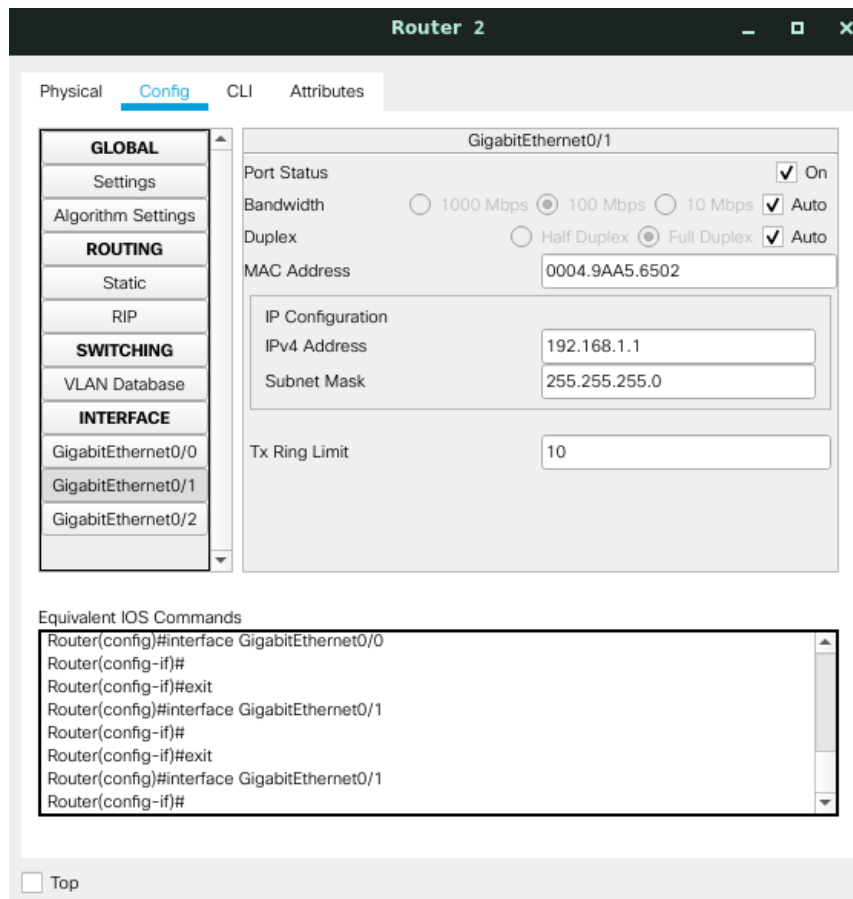 Router 2
Physical Config CLI Attributes
GLOBAL
Settings
Algorithm Settings
ROUTING
Static
RIP
SWITCHING
VLAN Database
INTERFACE
GigabitEthernet0/0
GigabitEthernet0/1
GigabitEthernet0/2
GigabitEthernet0/1
Port Status On
Bandwidth 1000 Mbps 100 Mbps 10 Mbps Auto
Duplex Half Duplex Full Duplex Auto
MAC Address 0004.9AA5.6502
IP Configuration
IPv4 Address 192.168.1.1
Subnet Mask 255.255.255.0
Tx Ring Limit 10
Equivalent IOS Commands
Router(config)#interface GigabitEthernet0/0
Router(config-if)#
Router(config-if)#exit
Router(config)#interface GigabitEthernet0/1
Router(config-if)#
Router(config-if)#exit
Router(config)#interface GigabitEthernet0/1
Router(config-if)#
Top